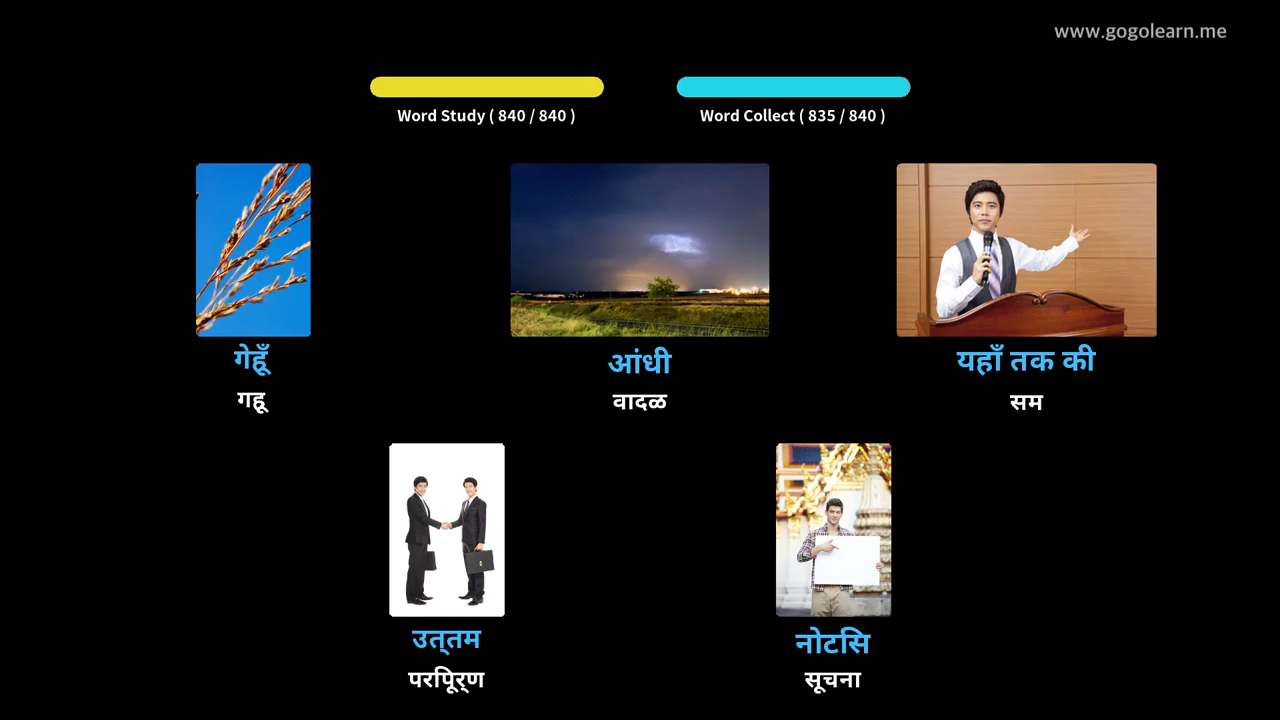 www.gogolearn.me
Word Study ( 840 / 840 )
Word Collect ( 835 / 840 )
गेहूँ
गहू
आंधी
वादळ
यहाँ तक की
सम
उत्तम
परिपूर्ण
नोटिस
सूचना